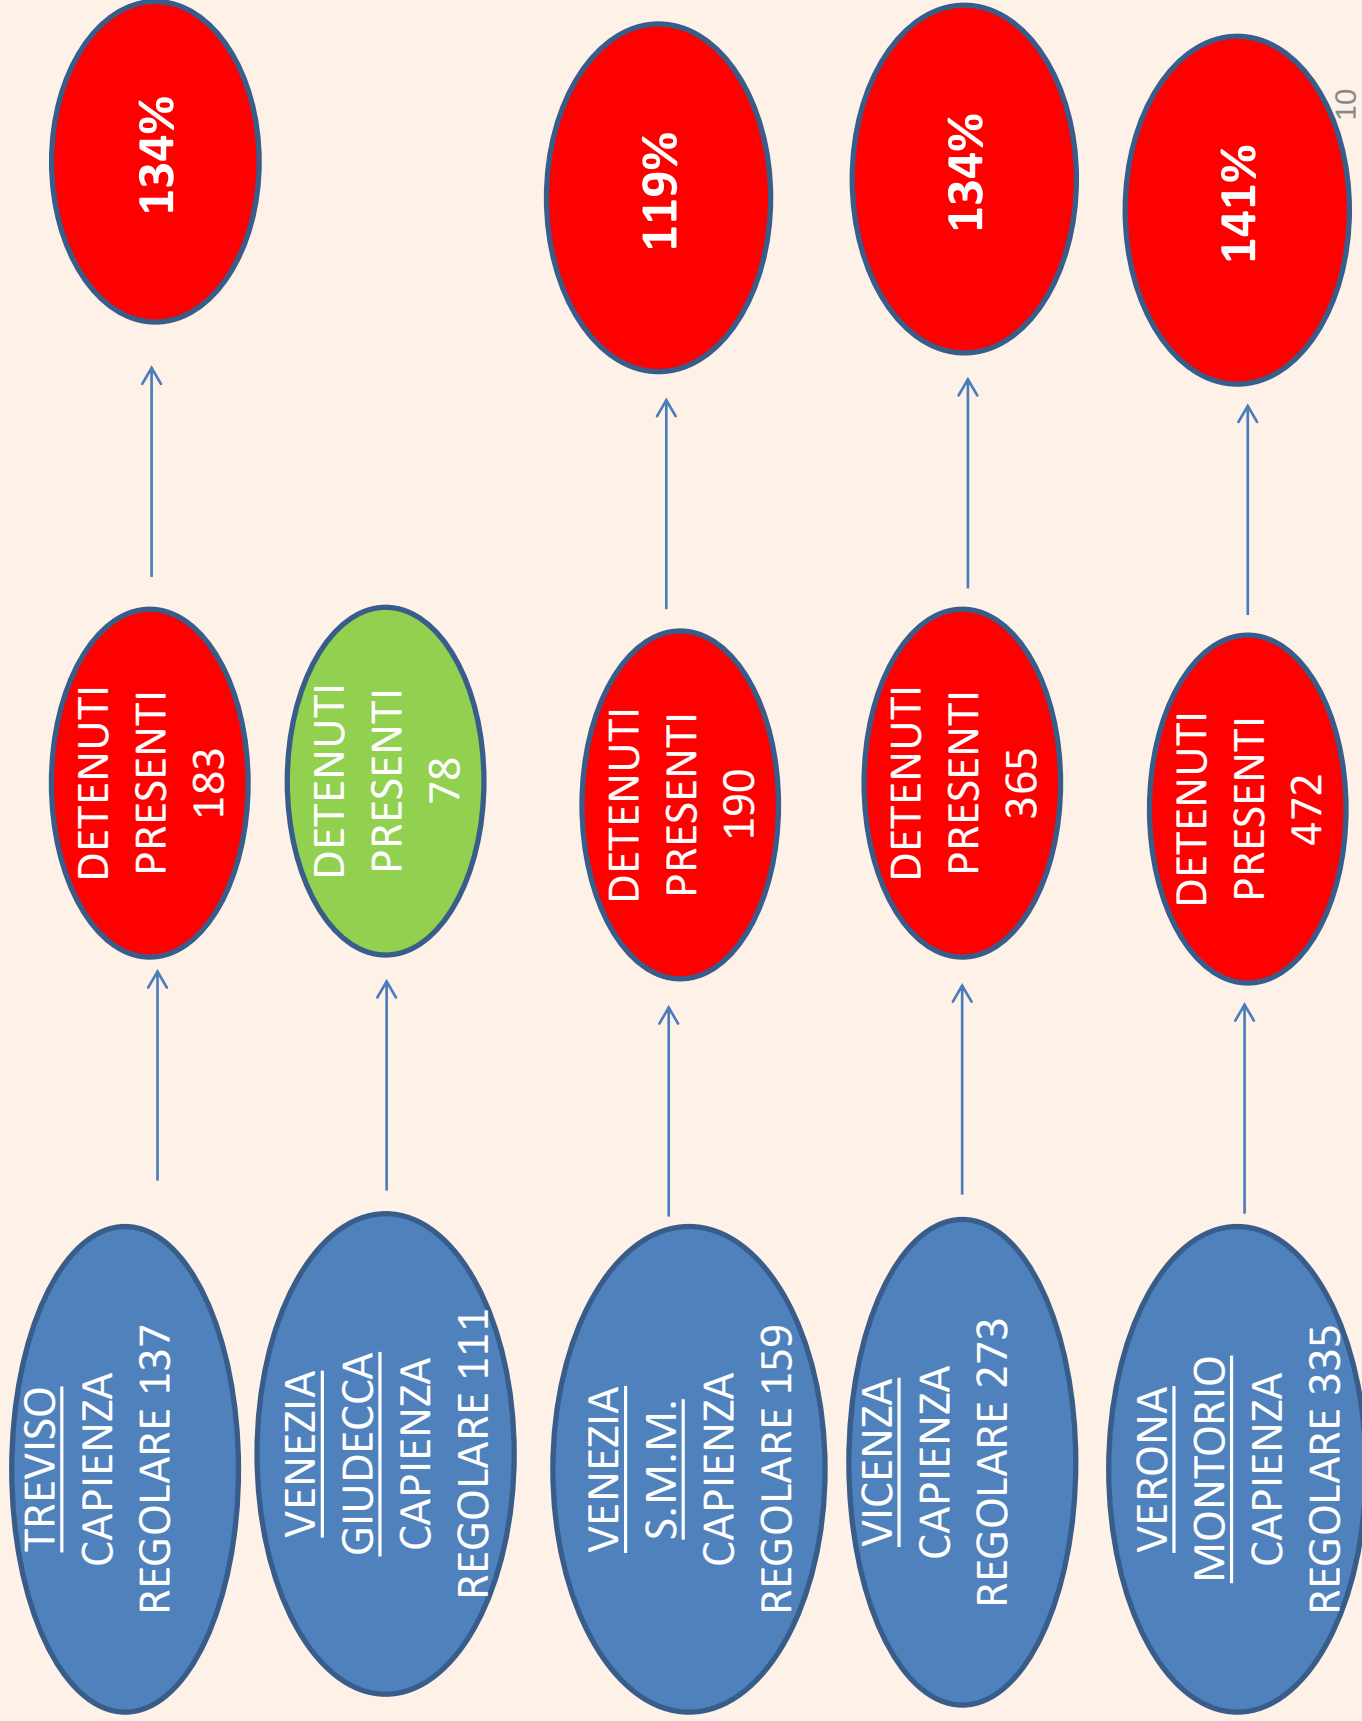 TREVISO
CAPIENZA
REGOLARE 137
DETENUTI
PRESENTI
183
134%
VENEZIA
GIUDECCA
CAPIENZA
REGOLARE 111
DETENUTI
PRESENTI
78
VENEZIA
S.M.M.
CAPIENZA
REGOLARE 159
DETENUTI
PRESENTI
190
119%
VICENZA
CAPIENZA
REGOLARE 273
DETENUTI
PRESENTI
365
134%
VERONA
MONTORIO
CAPIENZA
REGOLARE 335
DETENUTI
PRESENTI
472
141%
10